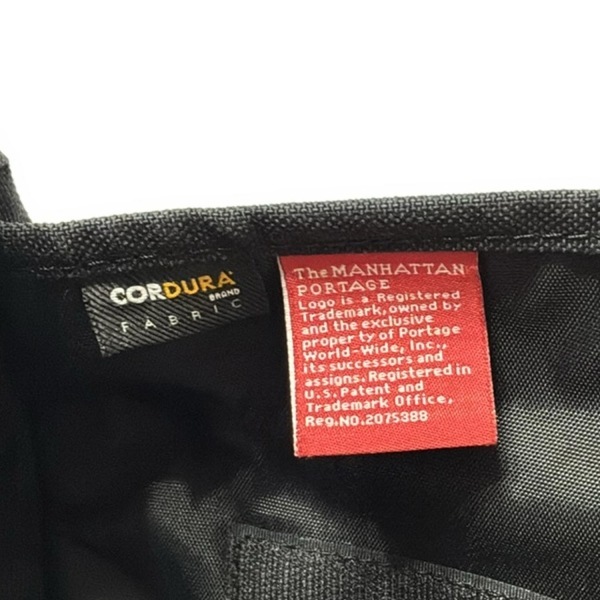 CORDURA
BRAND
FABRIC
The MANHATTAN
PORTAGE
Logo is a Registered
Trademark,owned by
and the exclusive
property of Portage
World-Wide, Inc.,
its successors and
assigns. Registered in
U.S. Patent and
Trademark Office,
Reg.NO.2075388